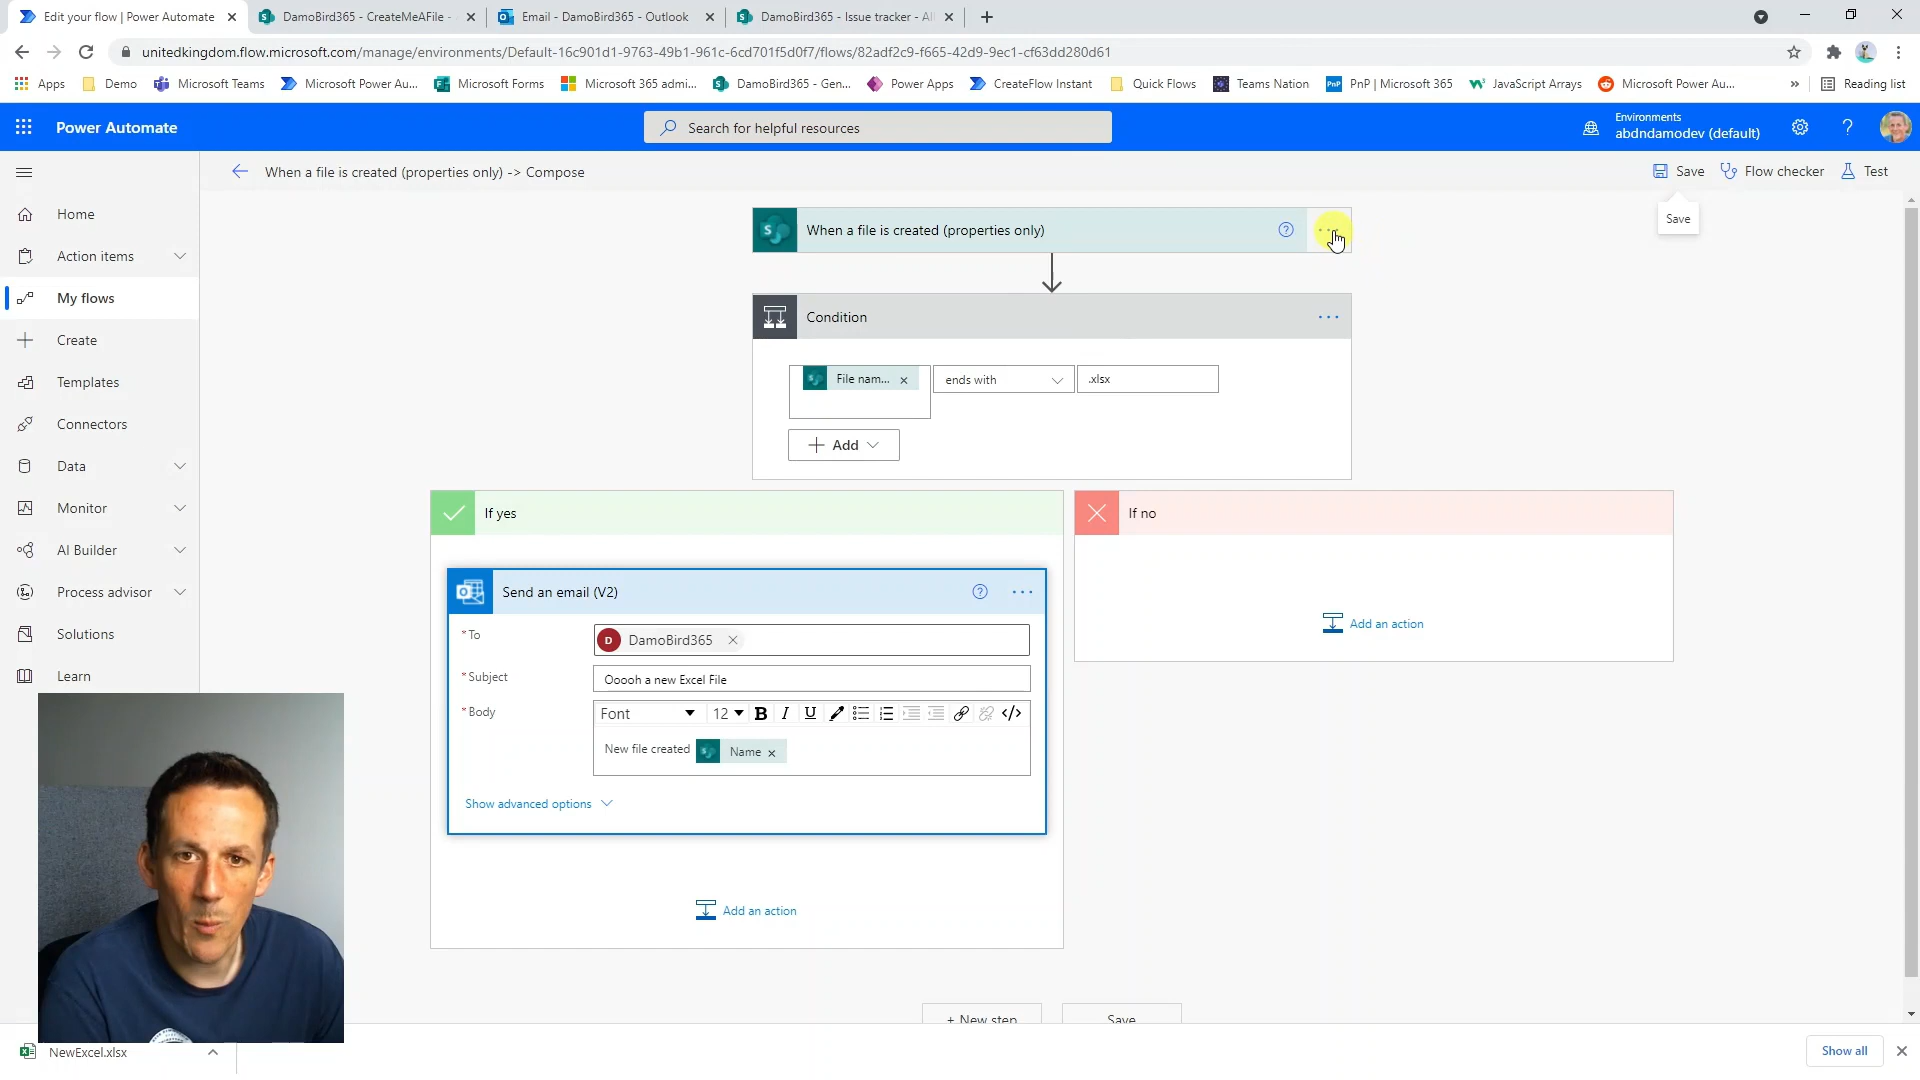 Edit your flow | Power Automate
DamoBird365 - CreateMeAFile -
Email - DamoBird365 - Outlook
DamoBird365 - Issue tracker - Al
unitedkingdom.flow.microsoft.com/manage/environments/Default-16c901d1-9763-49b1-961c-6cd701f5d0f7/flows/82adf2c9-f665-42d9-9ec1-cf63dd280d61
Apps
Demo
Microsoft Teams
Microsoft Power Au...
Microsoft Forms
Microsoft 365 admi...
DamoBird365 - Gen...
Power Apps
CreateFlow Instant
Quick Flows
Teams Nation
PnP | Microsoft 365
JavaScript Arrays
Microsoft Power Au...
Reading list
Power Automate
Search for helpful resources
Environments
abdndamodev (default)
When a file is created (properties only) -> Compose
Save
Flow checker
Test
Save
Home
Action items
My flows
Create
Templates
Connectors
Data
Monitor
AI Builder
Process advisor
Solutions
Learn
When a file is created (properties only)
Condition
File nam...
ends with
.xlsx
Add
If yes
If no
Send an email (V2)
* To
D DamoBird365
* Subject
Ooooh a new Excel File
* Body
Font
12
B I U
</>
New file created Name
Show advanced options
Add an action
Add an action
+ New step
Save
NewExcel.xlsx
Show all